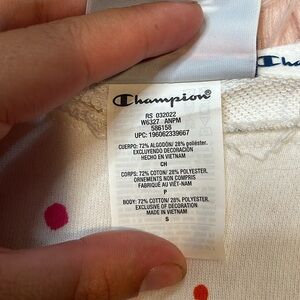 Champion
Cha
RS 032022
W6327 ANPM
586158
UPC: 196062339667
CUERPO: 72% ALGODÓN/ 28% poliéster.
EXCLUYENDO DECORACIÓN
HECHO EN VIETNAM
CH
CORPS: 72% COTON/ 28% POLYESTER.
ORNEMENTS NON COMPRIS
FABRIQUÉ AU VIÊT-NAM
P
BODY: 72% COTTON/ 28% POLYESTER.
EXCLUSIVE OF DECORATION
MADE IN VIETNAM
S